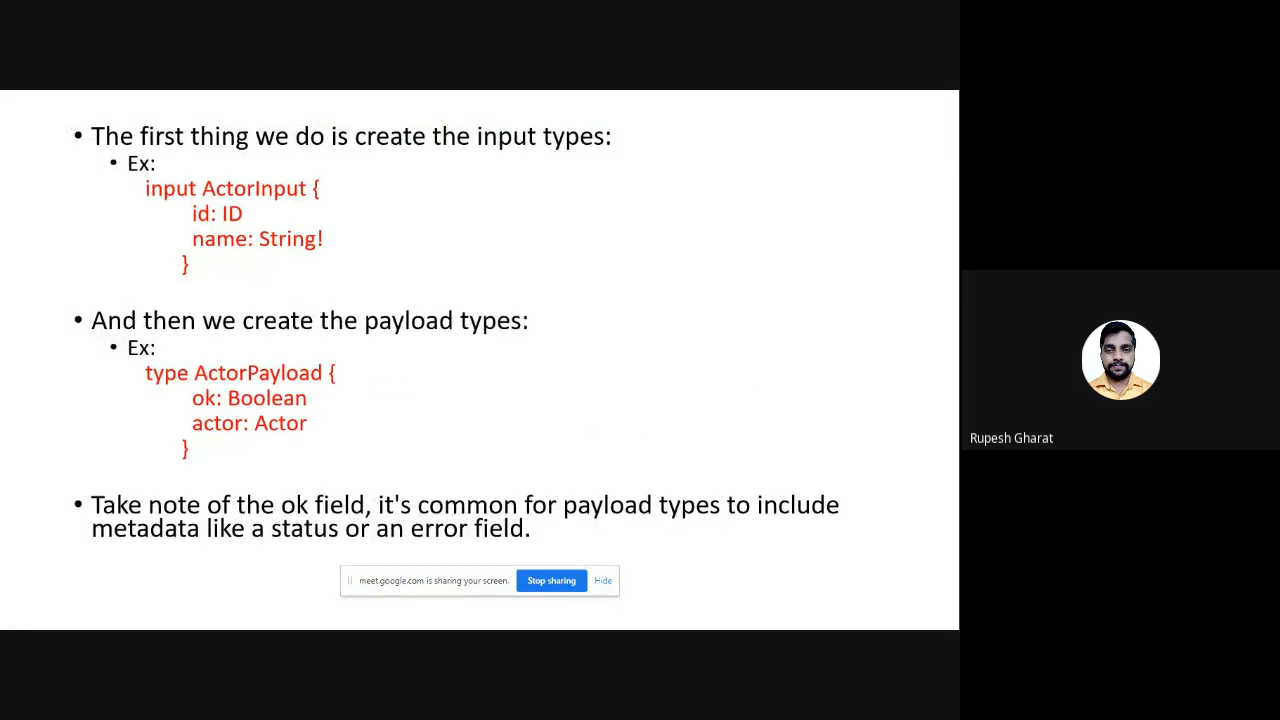 • The first thing we do is create the input types:
• Ex:
input ActorInput {
id: ID
name: String!
}
• And then we create the payload types:
• Ex:
type ActorPayload {
ok: Boolean
actor: Actor
}
• Take note of the ok field, it's common for payload types to include
metadata like a status or an error field.
meet.google.com is sharing your screen. Stop sharing Hide
Rupesh Gharat